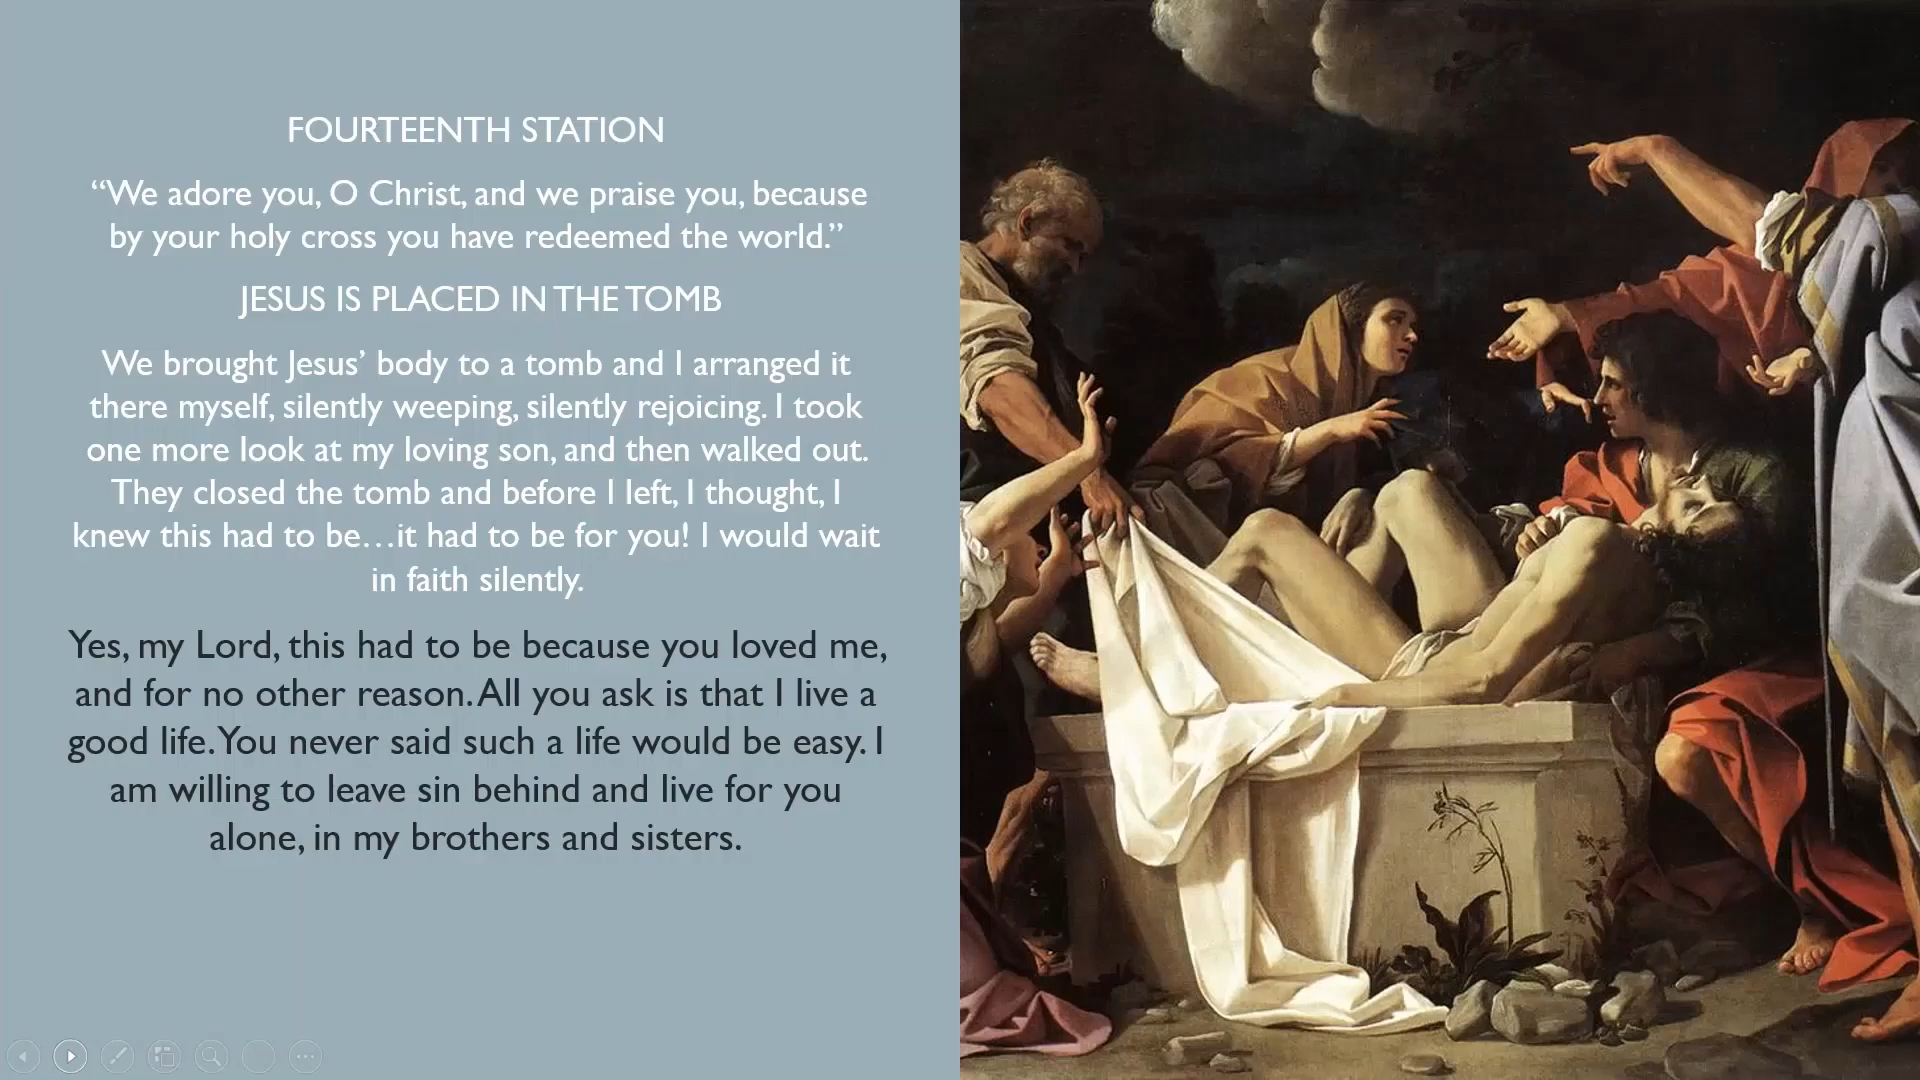 FOURTEENTH STATION
“We adore you, O Christ, and we praise you, because
by your holy cross you have redeemed the world.”
JESUS IS PLACED IN THE TOMB
We brought Jesus’ body to a tomb and I arranged it
there myself, silently weeping, silently rejoicing. I took
one more look at my loving son, and then walked out.
They closed the tomb and before I left, I thought, I
knew this had to be…it had to be for you! I would wait
in faith silently.
Yes, my Lord, this had to be because you loved me,
and for no other reason. All you ask is that I live a
good life. You never said such a life would be easy. I
am willing to leave sin behind and live for you
alone, in my brothers and sisters.